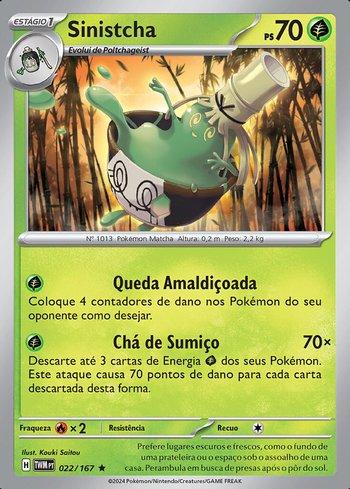 ESTÁGIO 1
Sinistcha
PS 70
Evolui de Poltchageist
Nº 1013 Pokémon Matcha Altura: 0,2 m Peso: 2,2 kg
Queda Amaldiçoada
Coloque 4 contadores de dano nos Pokémon do seu
oponente como desejar.
Chá de Sumiço 70×
Descarte até 3 cartas de Energia dos seus Pokémon.
Este ataque causa 70 pontos de dano para cada carta
descartada desta forma.
Fraqueza × 2 Resistência Recuo
Ilust. Kouki Saitou
H TWM PT 022/167 ★
Prefere lugares escuros e frescos, como o fundo de
uma prateleira ou o espaço sob o assoalho de uma
casa. Perambula em busca de presas após o pôr do sol.
©2024 Pokémon/Nintendo/Creatures/GAME FREAK